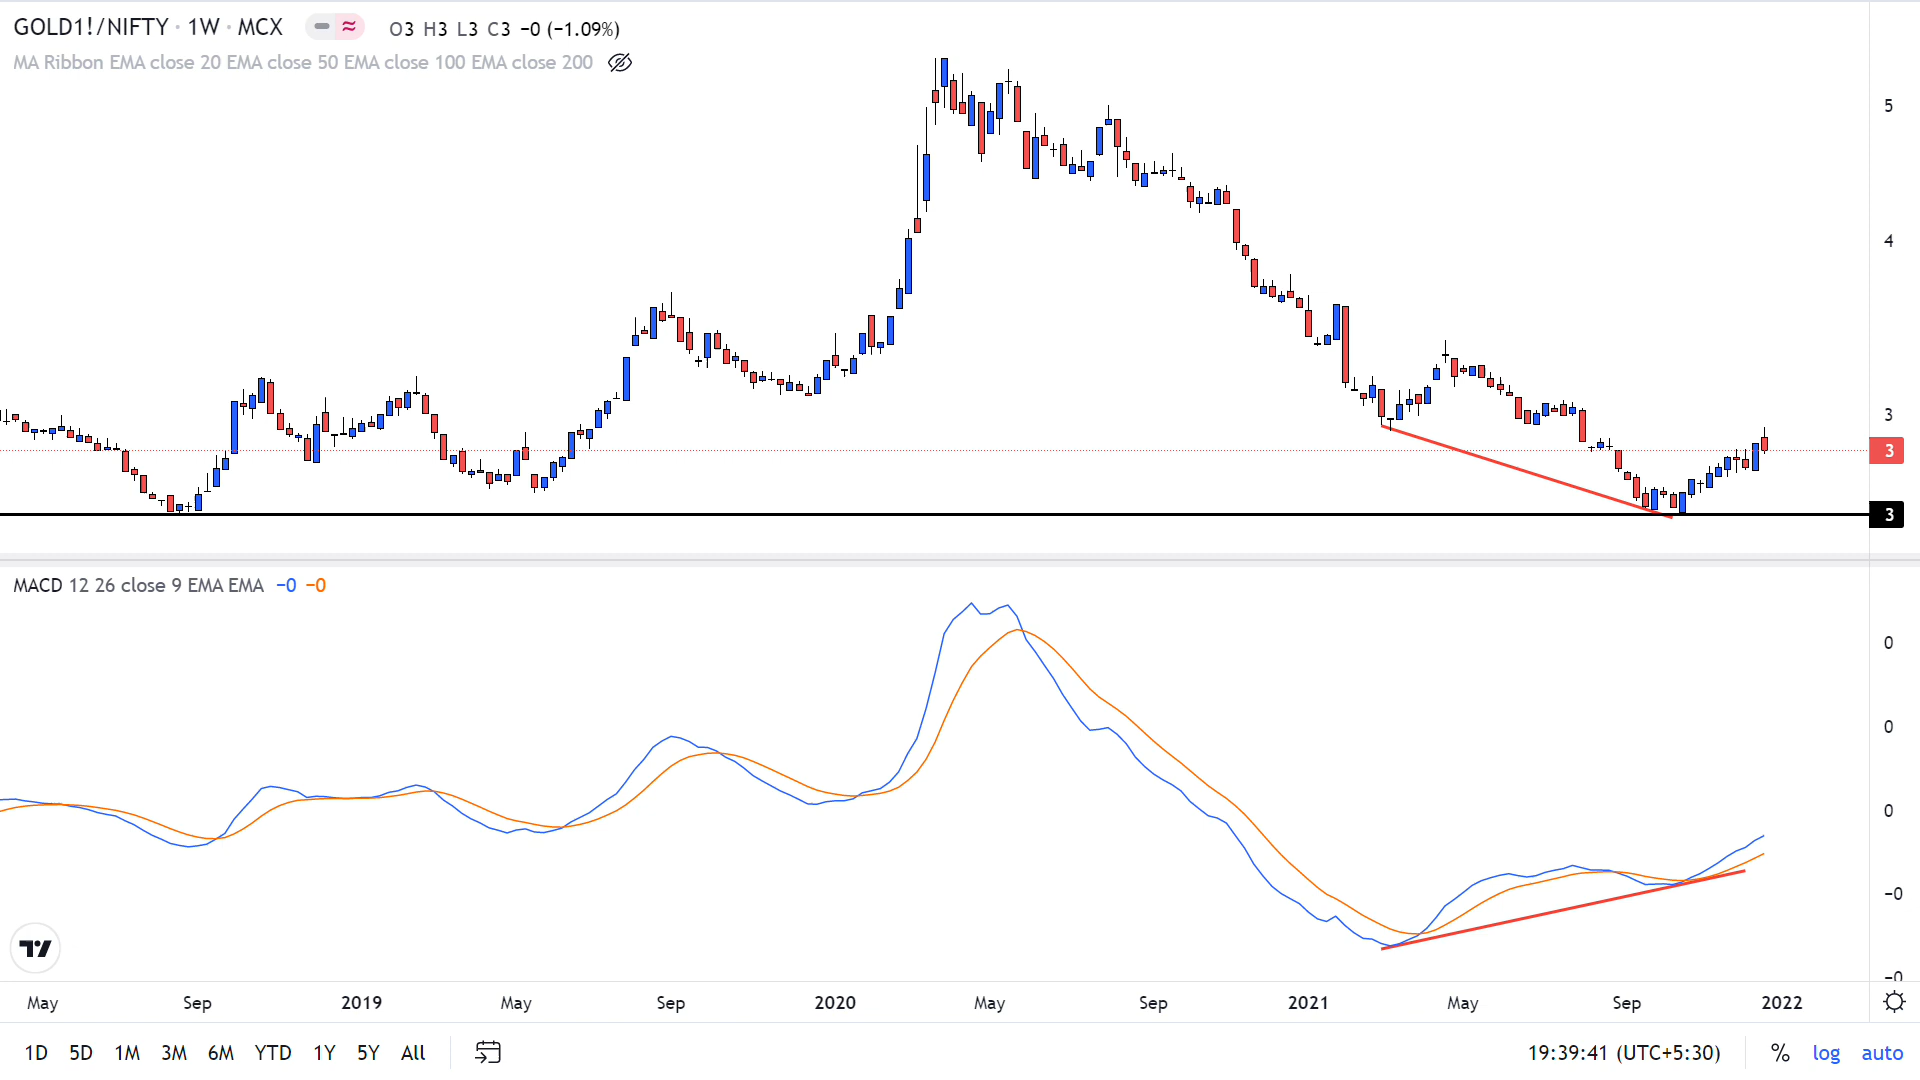 GOLD1!/NIFTY · 1W · MCX O3 H3 L3 C3 −0 (−1.09%)
MA Ribbon EMA close 20 EMA close 50 EMA close 100 EMA close 200
5
4
3
3
3
MACD 12 26 close 9 EMA EMA −0 −0
0
0
0
−0
−0
May Sep 2019 May Sep 2020 May Sep 2021 May Sep 2022
1D 5D 1M 3M 6M YTD 1Y 5Y All 19:39:41 (UTC+5:30) % log auto